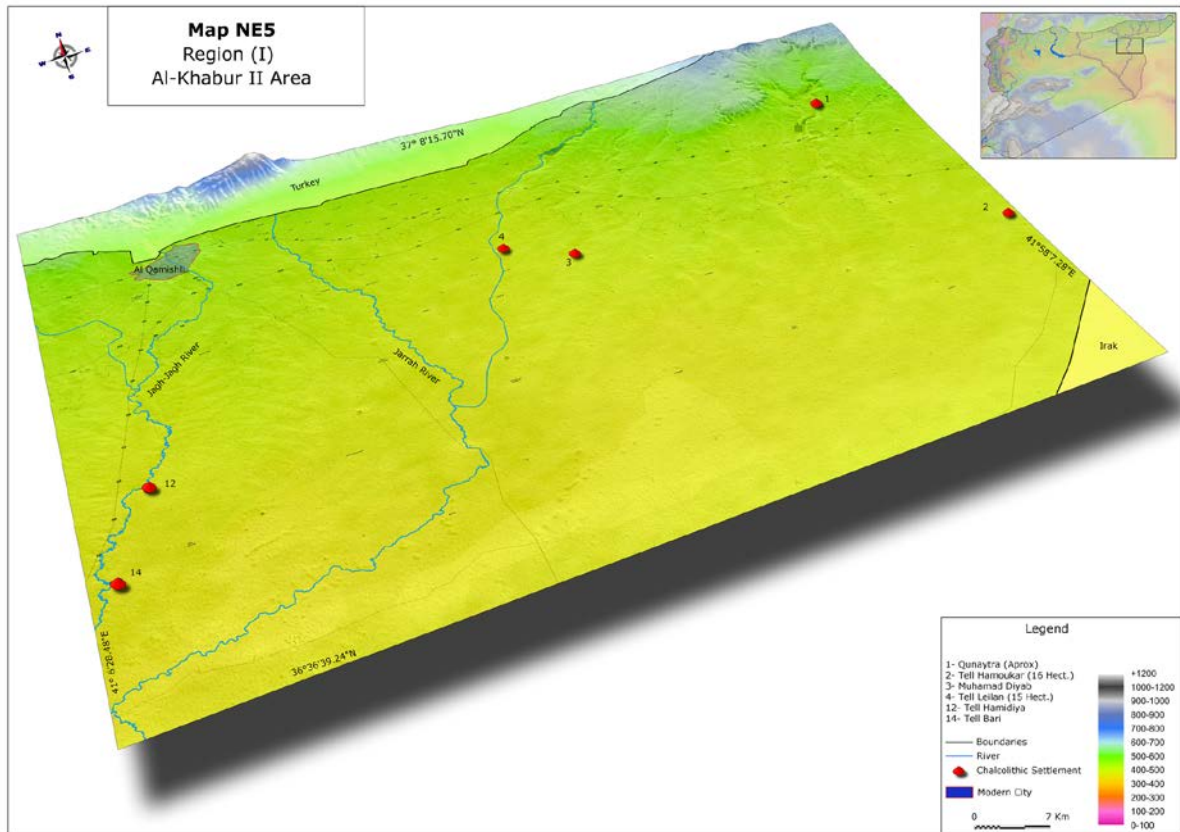 Map NE5
Region (I)
Al-Khabur II Area
37° 8'15.70"N
Turkey
1
2
41°58'7.28"E
4
3
Al Qamishli
Irak
Jagh-Jagh River
Jarrah River
12
14
41° 6'28.48"E
36°36'39.24"N
Legend
1- Qunaytra (Aprox)
2- Tell Hamoukar (16 Hect.)
3- Muhamad Diyab
4- Tell Leilan (15 Hect.)
12- Tell Hamidiya
14- Tell Bari
Boundaries
River
Chalcolithic Settlement
Modern City
0 7 Km
+1200
1000-1200
900-1000
800-900
700-800
600-700
500-600
400-500
300-400
200-300
100-200
0-100